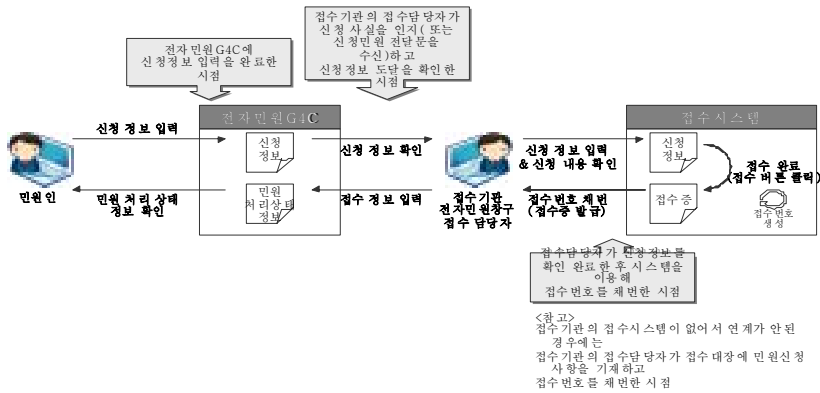 전자민원G4C에
신청정보 입력을 완료한
시점
접수기관의 접수담당자가
신청 사실을 인지( 또는
신청민원 전달문을
수신)하고
신청정보 도달을 확인한
시점
전자민원G4C
접수시스템
신청 정보 입력
신청
정보
신청 정보 확인
신청 정보 입력
& 신청 내용 확인
신청
정보
접수 완료
(접수 버튼 클릭)
민원인
민원 처리 상태
정보 확인
민원
처리상태
정보
접수 정보 입력
접수기관
전자민원창구
접수 담당자
접수번호 채번
(접수증 발급)
접수증
접수번호
생성
접수담당자가 신청정보를
확인 완료한 후 시스템을
이용해
접수번호를 채번한 시점
<참고>
접수기관의 접수시스템이 없어서 연계가 안된
경우에는
접수기관의 접수담당자가 접수대장에 민원신청
사항을 기재하고
접수번호를 채번한 시점